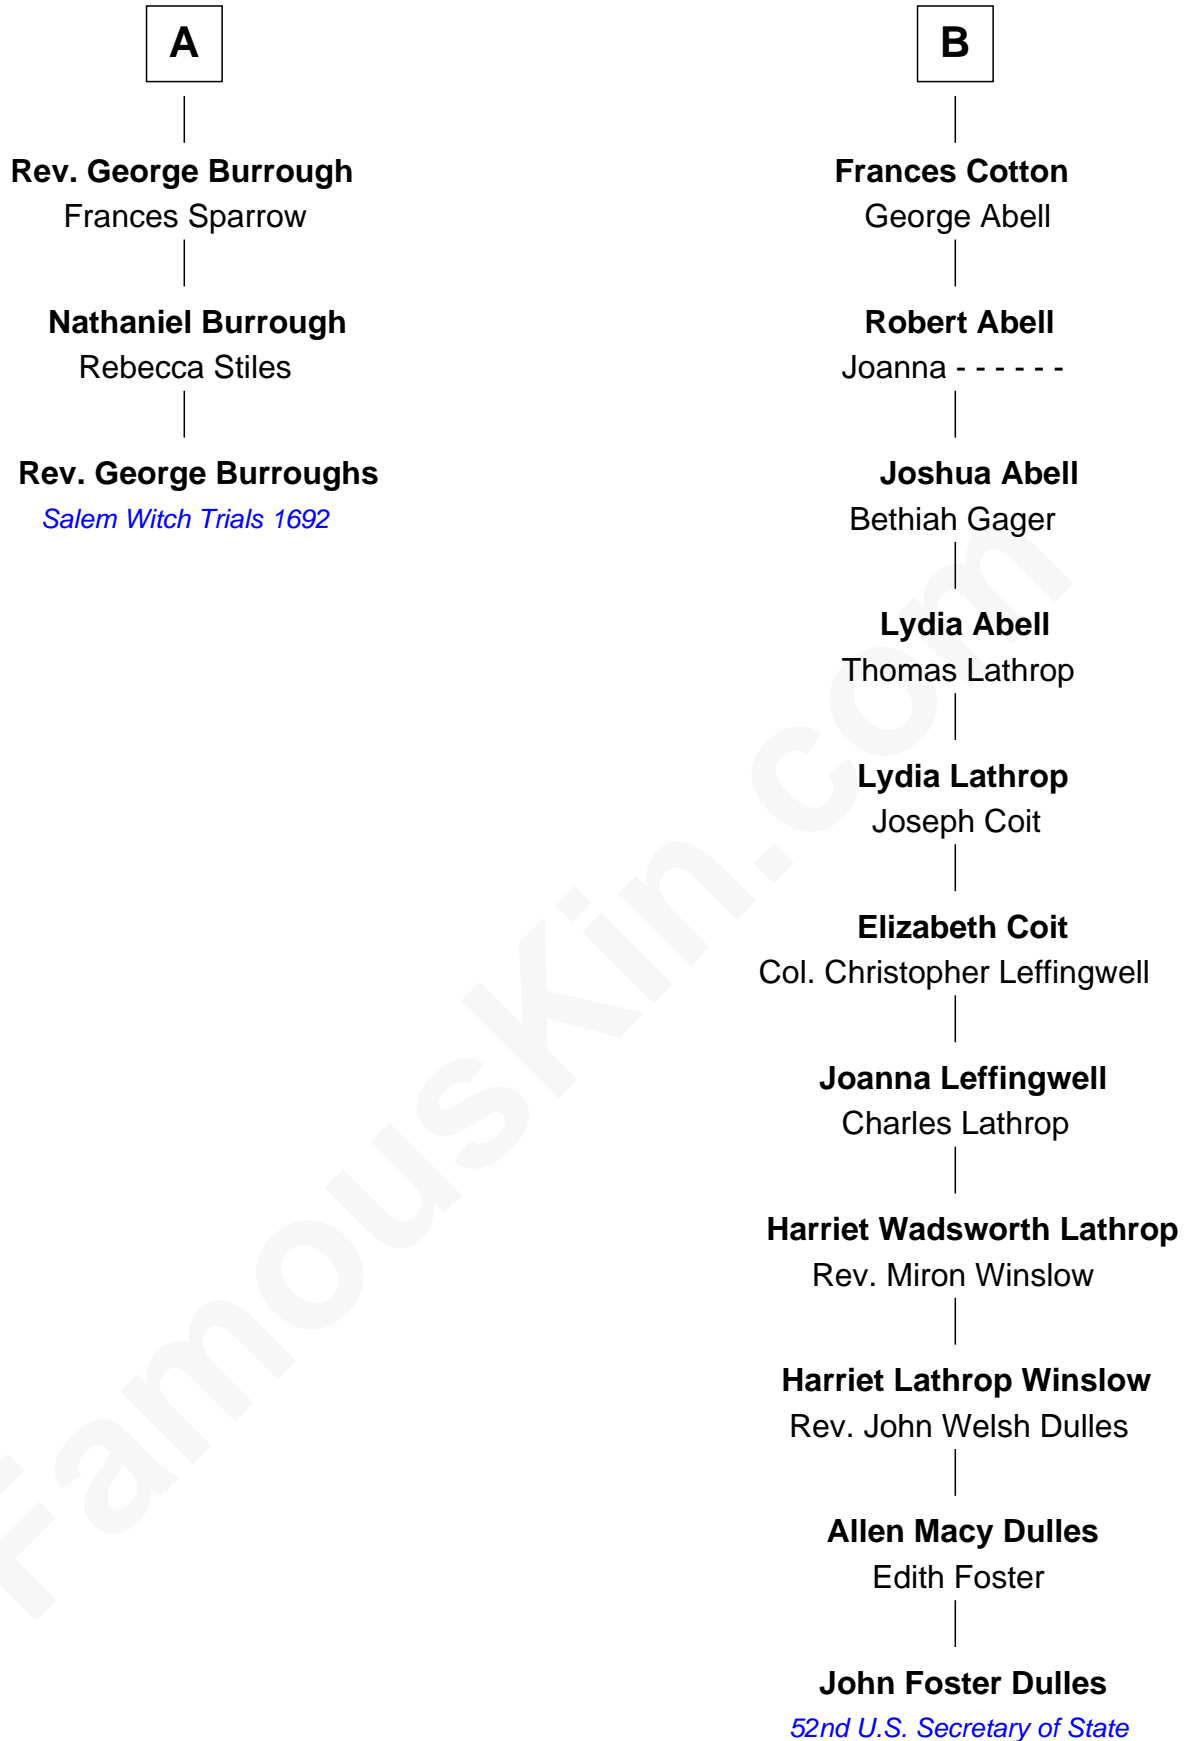 A
Rev. George Burrough
Frances Sparrow
Nathaniel Burrough
Rebecca Stiles
Rev. George Burroughs
Salem Witch Trials 1692
B
Frances Cotton
George Abell
Robert Abell
Joanna - - - - - -
Joshua Abell
Bethiah Gager
Lydia Abell
Thomas Lathrop
Lydia Lathrop
Joseph Coit
Elizabeth Coit
Col. Christopher Leffingwell
Joanna Leffingwell
Charles Lathrop
Harriet Wadsworth Lathrop
Rev. Miron Winslow
Harriet Lathrop Winslow
Rev. John Welsh Dulles
Allen Macy Dulles
Edith Foster
John Foster Dulles
52nd U.S. Secretary of State
FamousKin.com